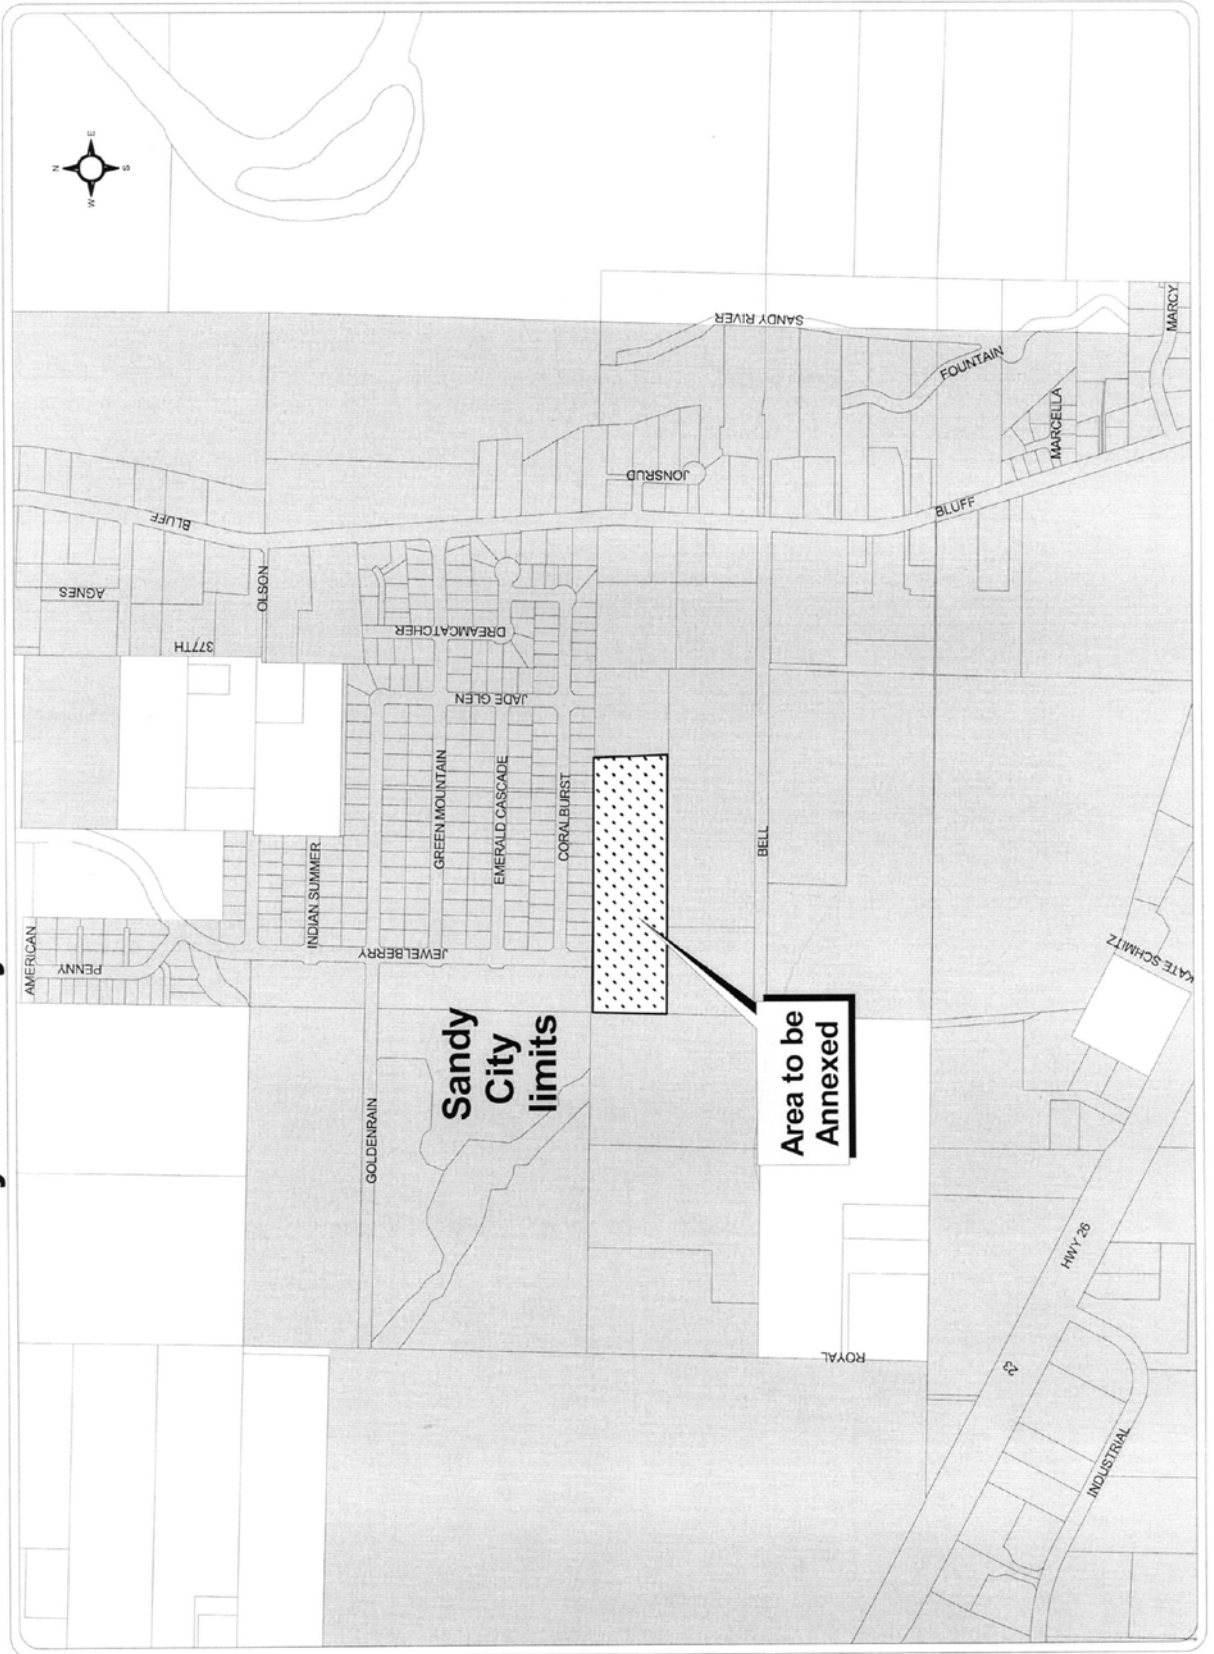 N
E
S
W
AMERICAN
PENNY
AGNES
BLUFF
377TH
OLSON
INDIAN SUMMER
JEWELBERRY
GOLDENRAIN
GREEN MOUNTAIN
EMERALD CASCADE
CORALBURST
JADE GLEN
DREAMCATCHER
JONSRUD
SANDY RIVER
FOUNTAIN
MARCELLA
MARCY
BLUFF
BELL
Sandy
City
limits
Area to be
Annexed
KATE SCHMITZ
ROYAL
HWY 26
23
INDUSTRIAL